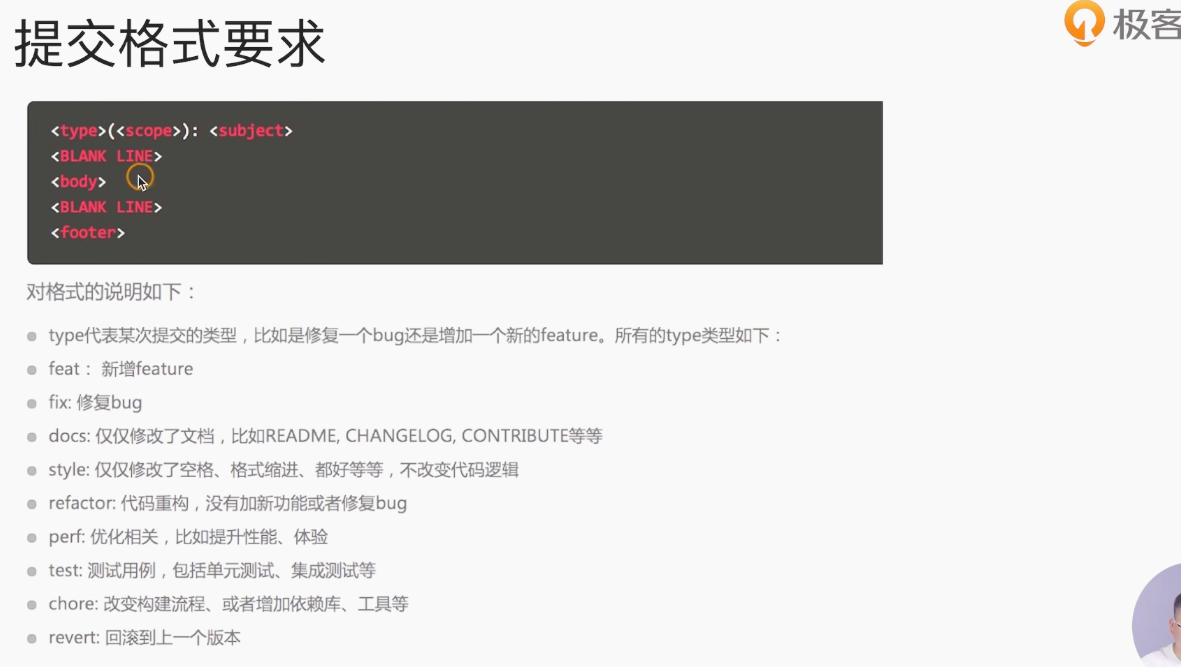 提交格式要求
极客
<type>(<scope>): <subject>
<BLANK LINE>
<body>
<BLANK LINE>
<footer>
对格式的说明如下：
type代表某次提交的类型，比如是修复一个bug还是增加一个新的feature。所有的type类型如下：
feat： 新增feature
fix: 修复bug
docs: 仅仅修改了文档，比如README, CHANGELOG, CONTRIBUTE等等
style: 仅仅修改了空格、格式缩进、都好等等，不改变代码逻辑
refactor: 代码重构，没有加新功能或者修复bug
perf: 优化相关，比如提升性能、体验
test: 测试用例，包括单元测试、集成测试等
chore: 改变构建流程、或者增加依赖库、工具等
revert: 回滚到上一个版本